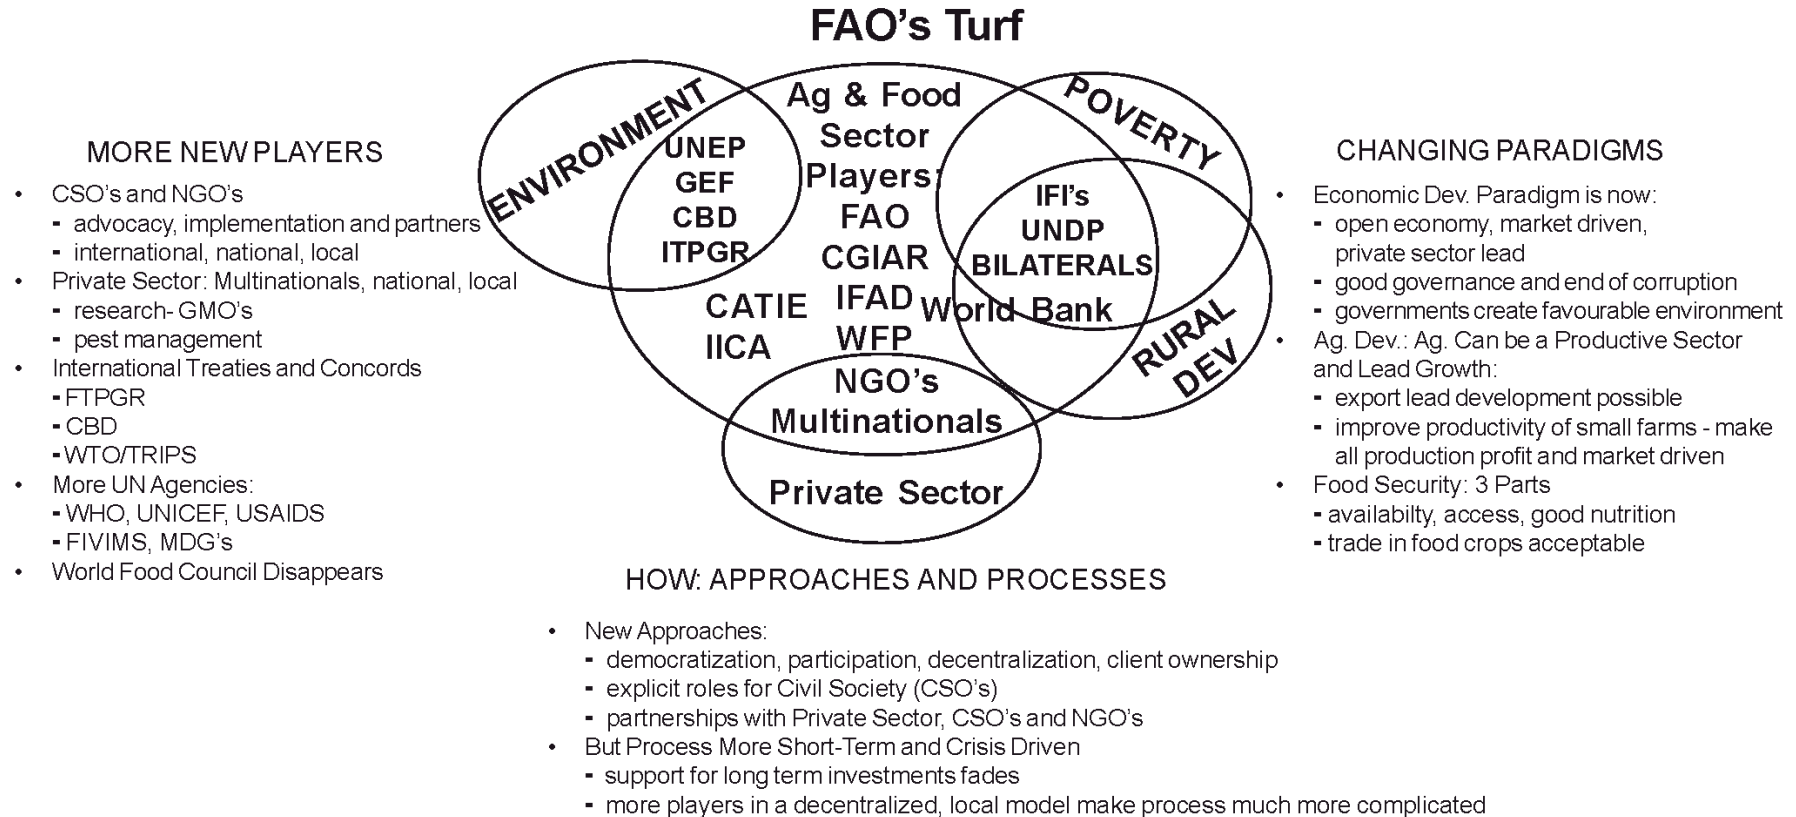 FAO's Turf
MORE NEW PLAYERS
• CSO's and NGO's
- advocacy, implementation and partners
- international, national, local
• Private Sector: Multinationals, national, local
- research- GMO's
- pest management
• International Treaties and Concords
- FTPGR
- CBD
- WTO/TRIPS
• More UN Agencies:
- WHO, UNICEF, USAIDS
- FIVIMS, MDG's
• World Food Council Disappears
ENVIRONMENT
UNEP
GEF
CBD
ITPGR
Ag & Food
Sector
Players:
FAO
CGIAR
IFAD
WFP
CATIE
IICA
POVERTY
IFI's
UNDP
BILATERALS
World Bank
RURAL
DEV
NGO's
Multinationals
Private Sector
CHANGING PARADIGMS
• Economic Dev. Paradigm is now:
- open economy, market driven,
private sector lead
- good governance and end of corruption
- governments create favourable environment
• Ag. Dev.: Ag. Can be a Productive Sector
and Lead Growth:
- export lead development possible
- improve productivity of small farms - make
all production profit and market driven
• Food Security: 3 Parts
- availabilty, access, good nutrition
- trade in food crops acceptable
HOW: APPROACHES AND PROCESSES
• New Approaches:
- democratization, participation, decentralization, client ownership
- explicit roles for Civil Society (CSO's)
- partnerships with Private Sector, CSO's and NGO's
• But Process More Short-Term and Crisis Driven
- support for long term investments fades
- more players in a decentralized, local model make process much more complicated